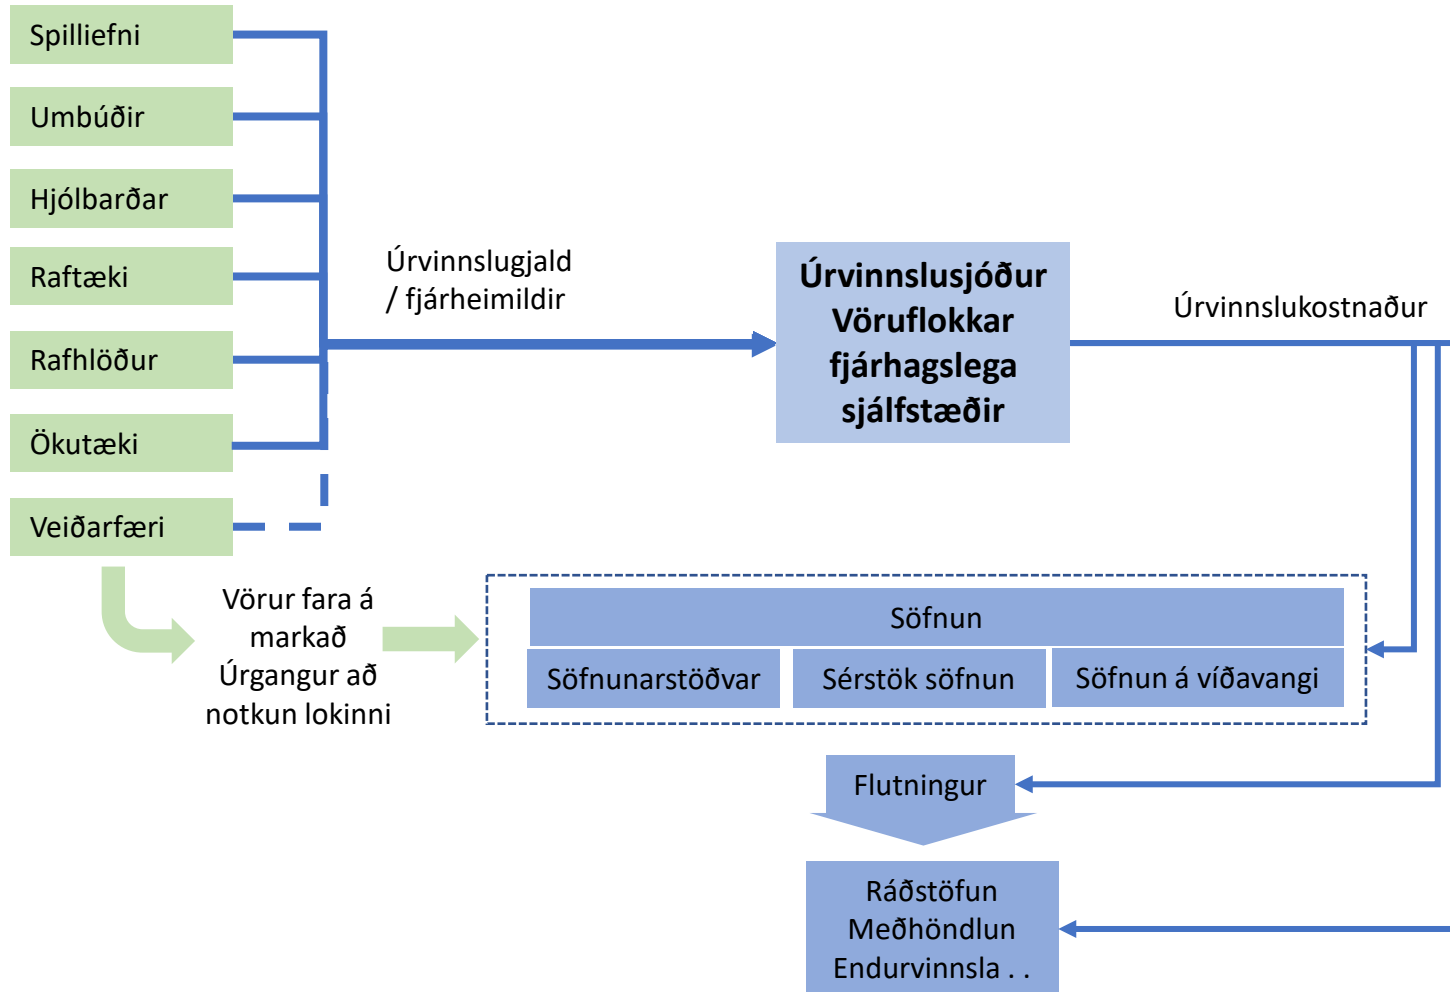 Spilliefni
Umbúðir
Hjólbarðar
Raftæki
Rafhlöður
Ökutæki
Veiðarfæri
Úrvinnslugjald
/ fjárheimildir
Úrvinnslusjóður
Vöruflokkar
fjárhagslega
sjálfstæðir
Úrvinnslukostnaður
Vörur fara á
markað
Úrgangur að
notkun lokinni
Söfnun
Söfnunarstöðvar
Sérstök söfnun
Söfnun á víðavangi
Flutningur
Ráðstöfun
Meðhöndlun
Endurvinnsla . .